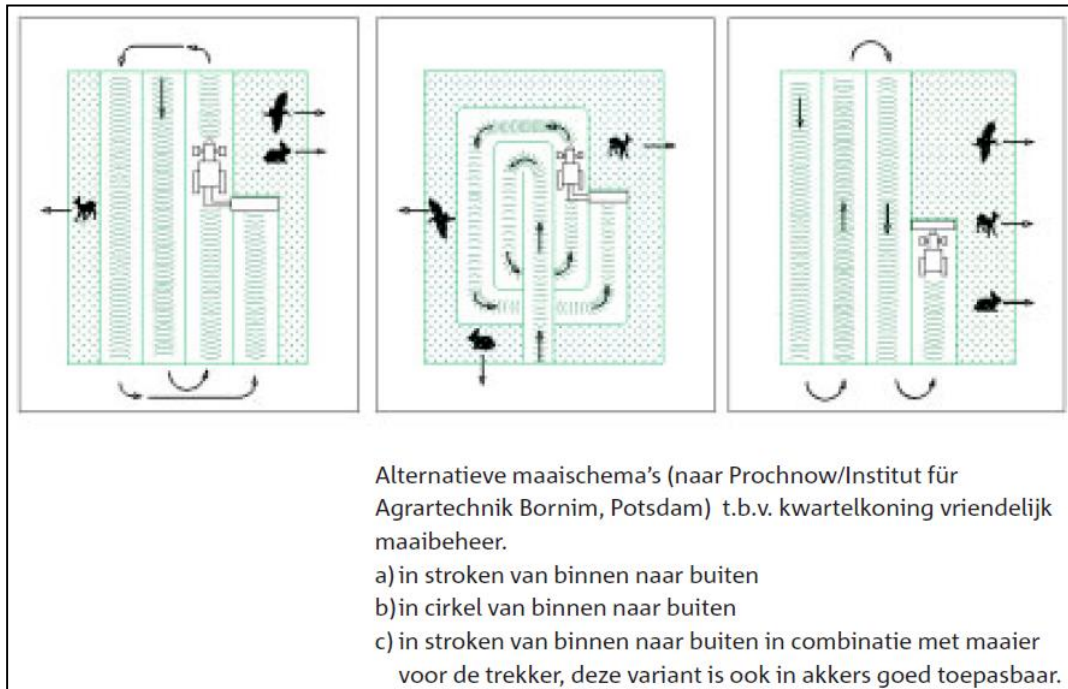 Alternatieve maaischema's (naar Prochnow/Institut für
Agrartechnik Bornim, Potsdam)  t.b.v. kwartelkoning vriendelijk
maaibeheer.
a) in stroken van binnen naar buiten
b) in cirkel van binnen naar buiten
c) in stroken van binnen naar buiten in combinatie met maaier
voor de trekker, deze variant is ook in akkers goed toepasbaar.